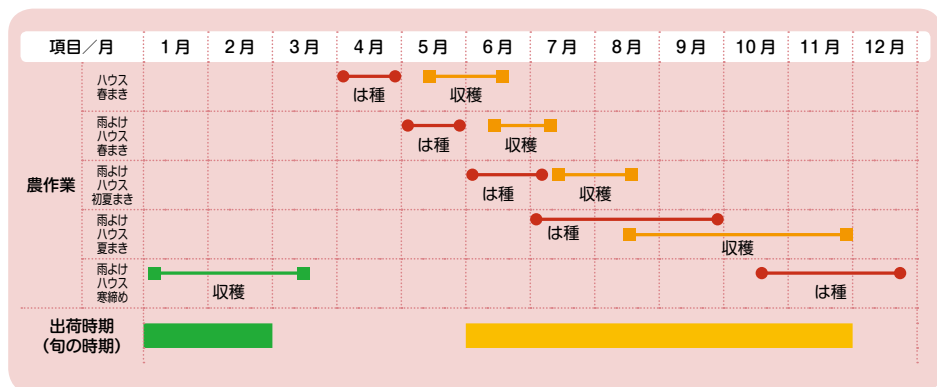 項目／月 1月 2月 3月 4月 5月 6月 7月 8月 9月 10月 11月 12月
農作業
ハウス
春まき
は種 収穫
雨よけ
ハウス
春まき
は種 収穫
雨よけ
ハウス
初夏まき
は種 収穫
雨よけ
ハウス
夏まき
は種 収穫
雨よけ
ハウス
寒締め
収穫 は種
出荷時期
（旬の時期）